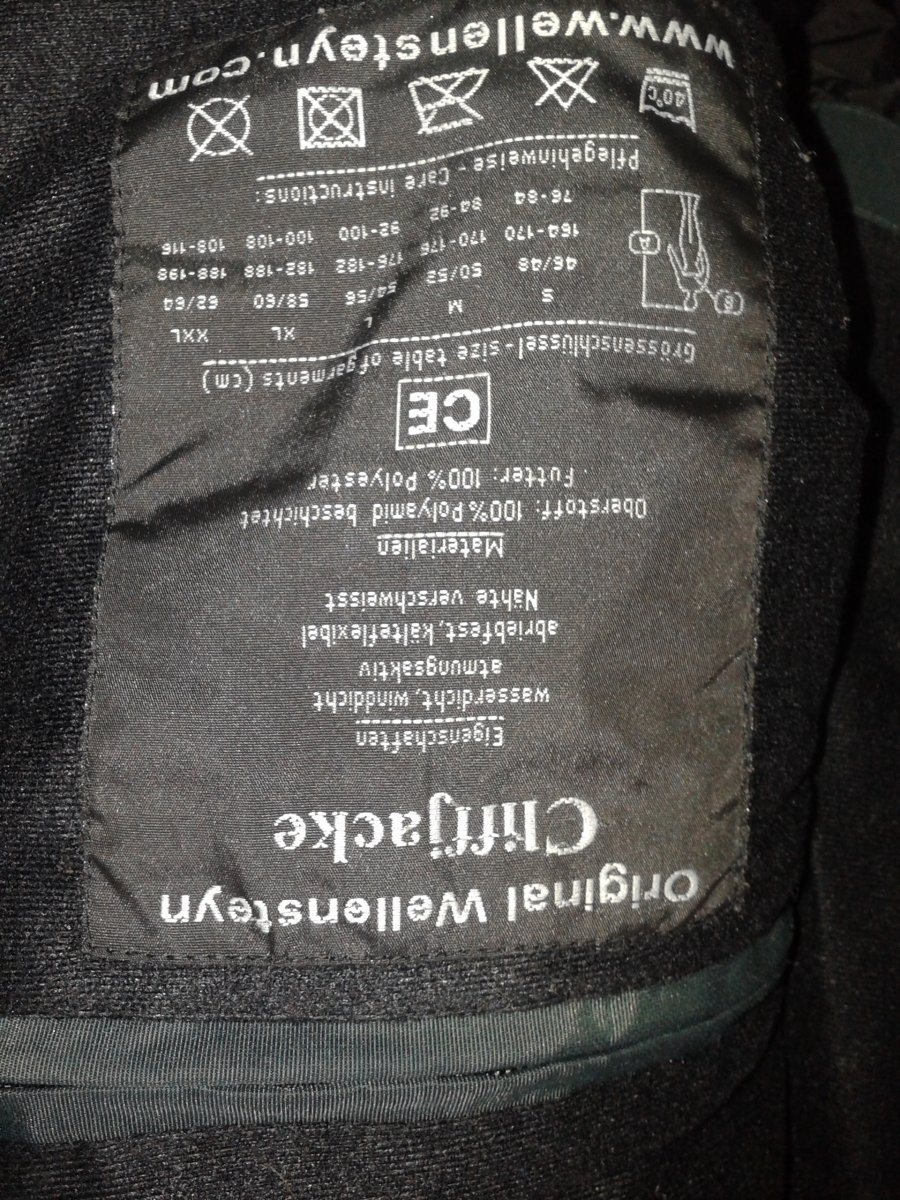 Original Wellensteyn
Cliffjacke
Eigenschaften
wasserdicht, winddicht
atmungsaktiv
abriebfest, kälteflexibel
Nähte verschweisst
Materialien
Oberstoff: 100% Polyamid beschichtet
Futter: 100% Polyester
CE
Grössenschlüssel - size table of garments (cm)
S M L XL XXL
46/48 50/52 54/56 58/60 62/64
B A 164-170 170-176 176-182 182-188 188-198
76-84 84-92 92-100 100-108 108-116
Pflegehinweise - Care instructions:
40°C
www.wellensteyn.com